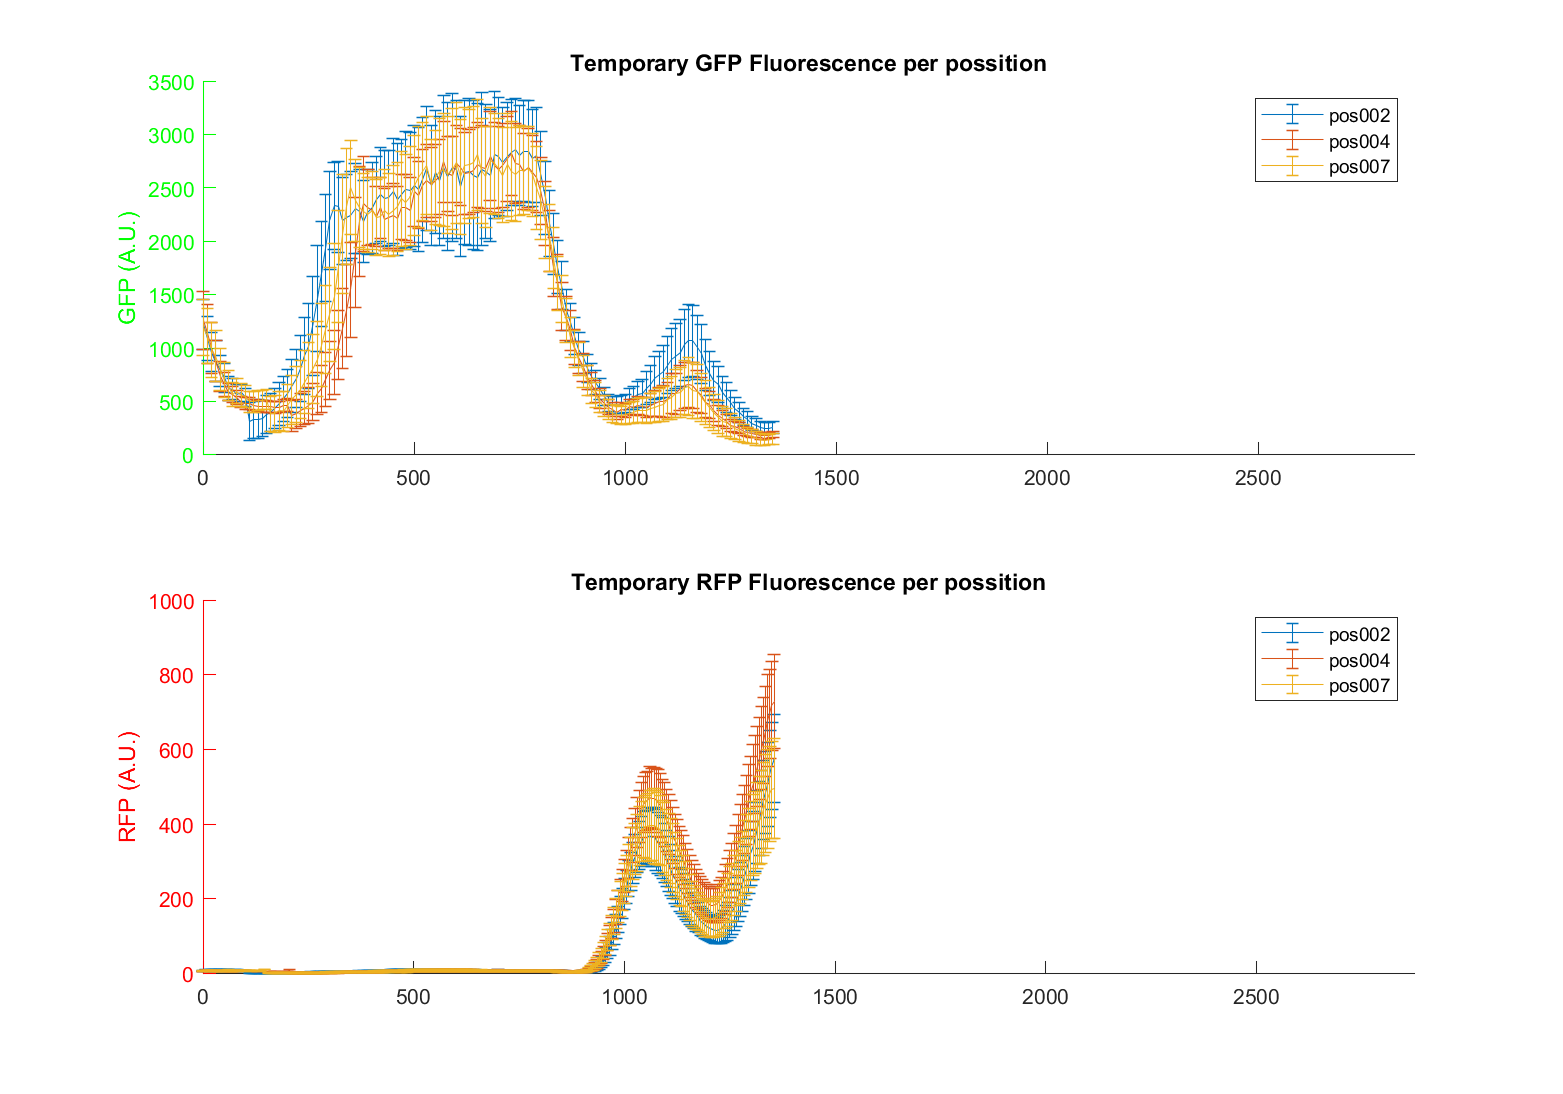 Temporary GFP Fluorescence per possition
3500
3000
2500
2000
1500
1000
500
0
GFP (A.U.)
0 500 1000 1500 2000 2500
pos002
pos004
pos007
Temporary RFP Fluorescence per possition
1000
800
600
400
200
0
RFP (A.U.)
0 500 1000 1500 2000 2500
pos002
pos004
pos007